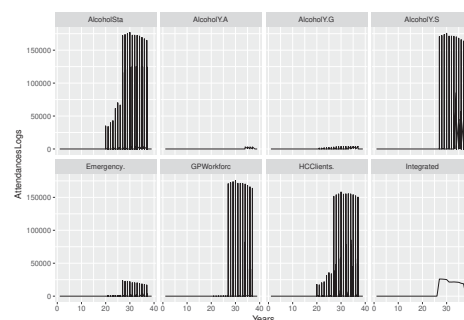 AlcoholSta AlcoholY.A AlcoholY.G AlcoholY.S
150000
100000
50000
0
AttendancesLogs
Emergency. GPWorkforc HCClients. Integrated
150000
100000
50000
0
0 10 20 30 40 0 10 20 30 40 0 10 20 30 40 0 10 20 30
Years